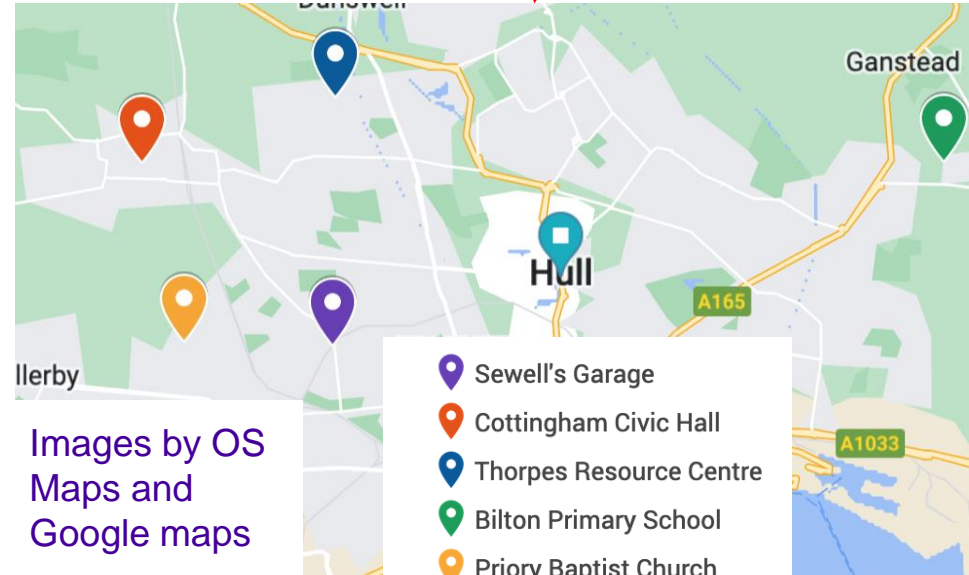 Dunswell
Ganstead
Hull
A165
llerby
Sewell's Garage
Cottingham Civic Hall
A1033
Thorpes Resource Centre
Bilton Primary School
Priory Baptist Church
Images by OS
Maps and
Google maps